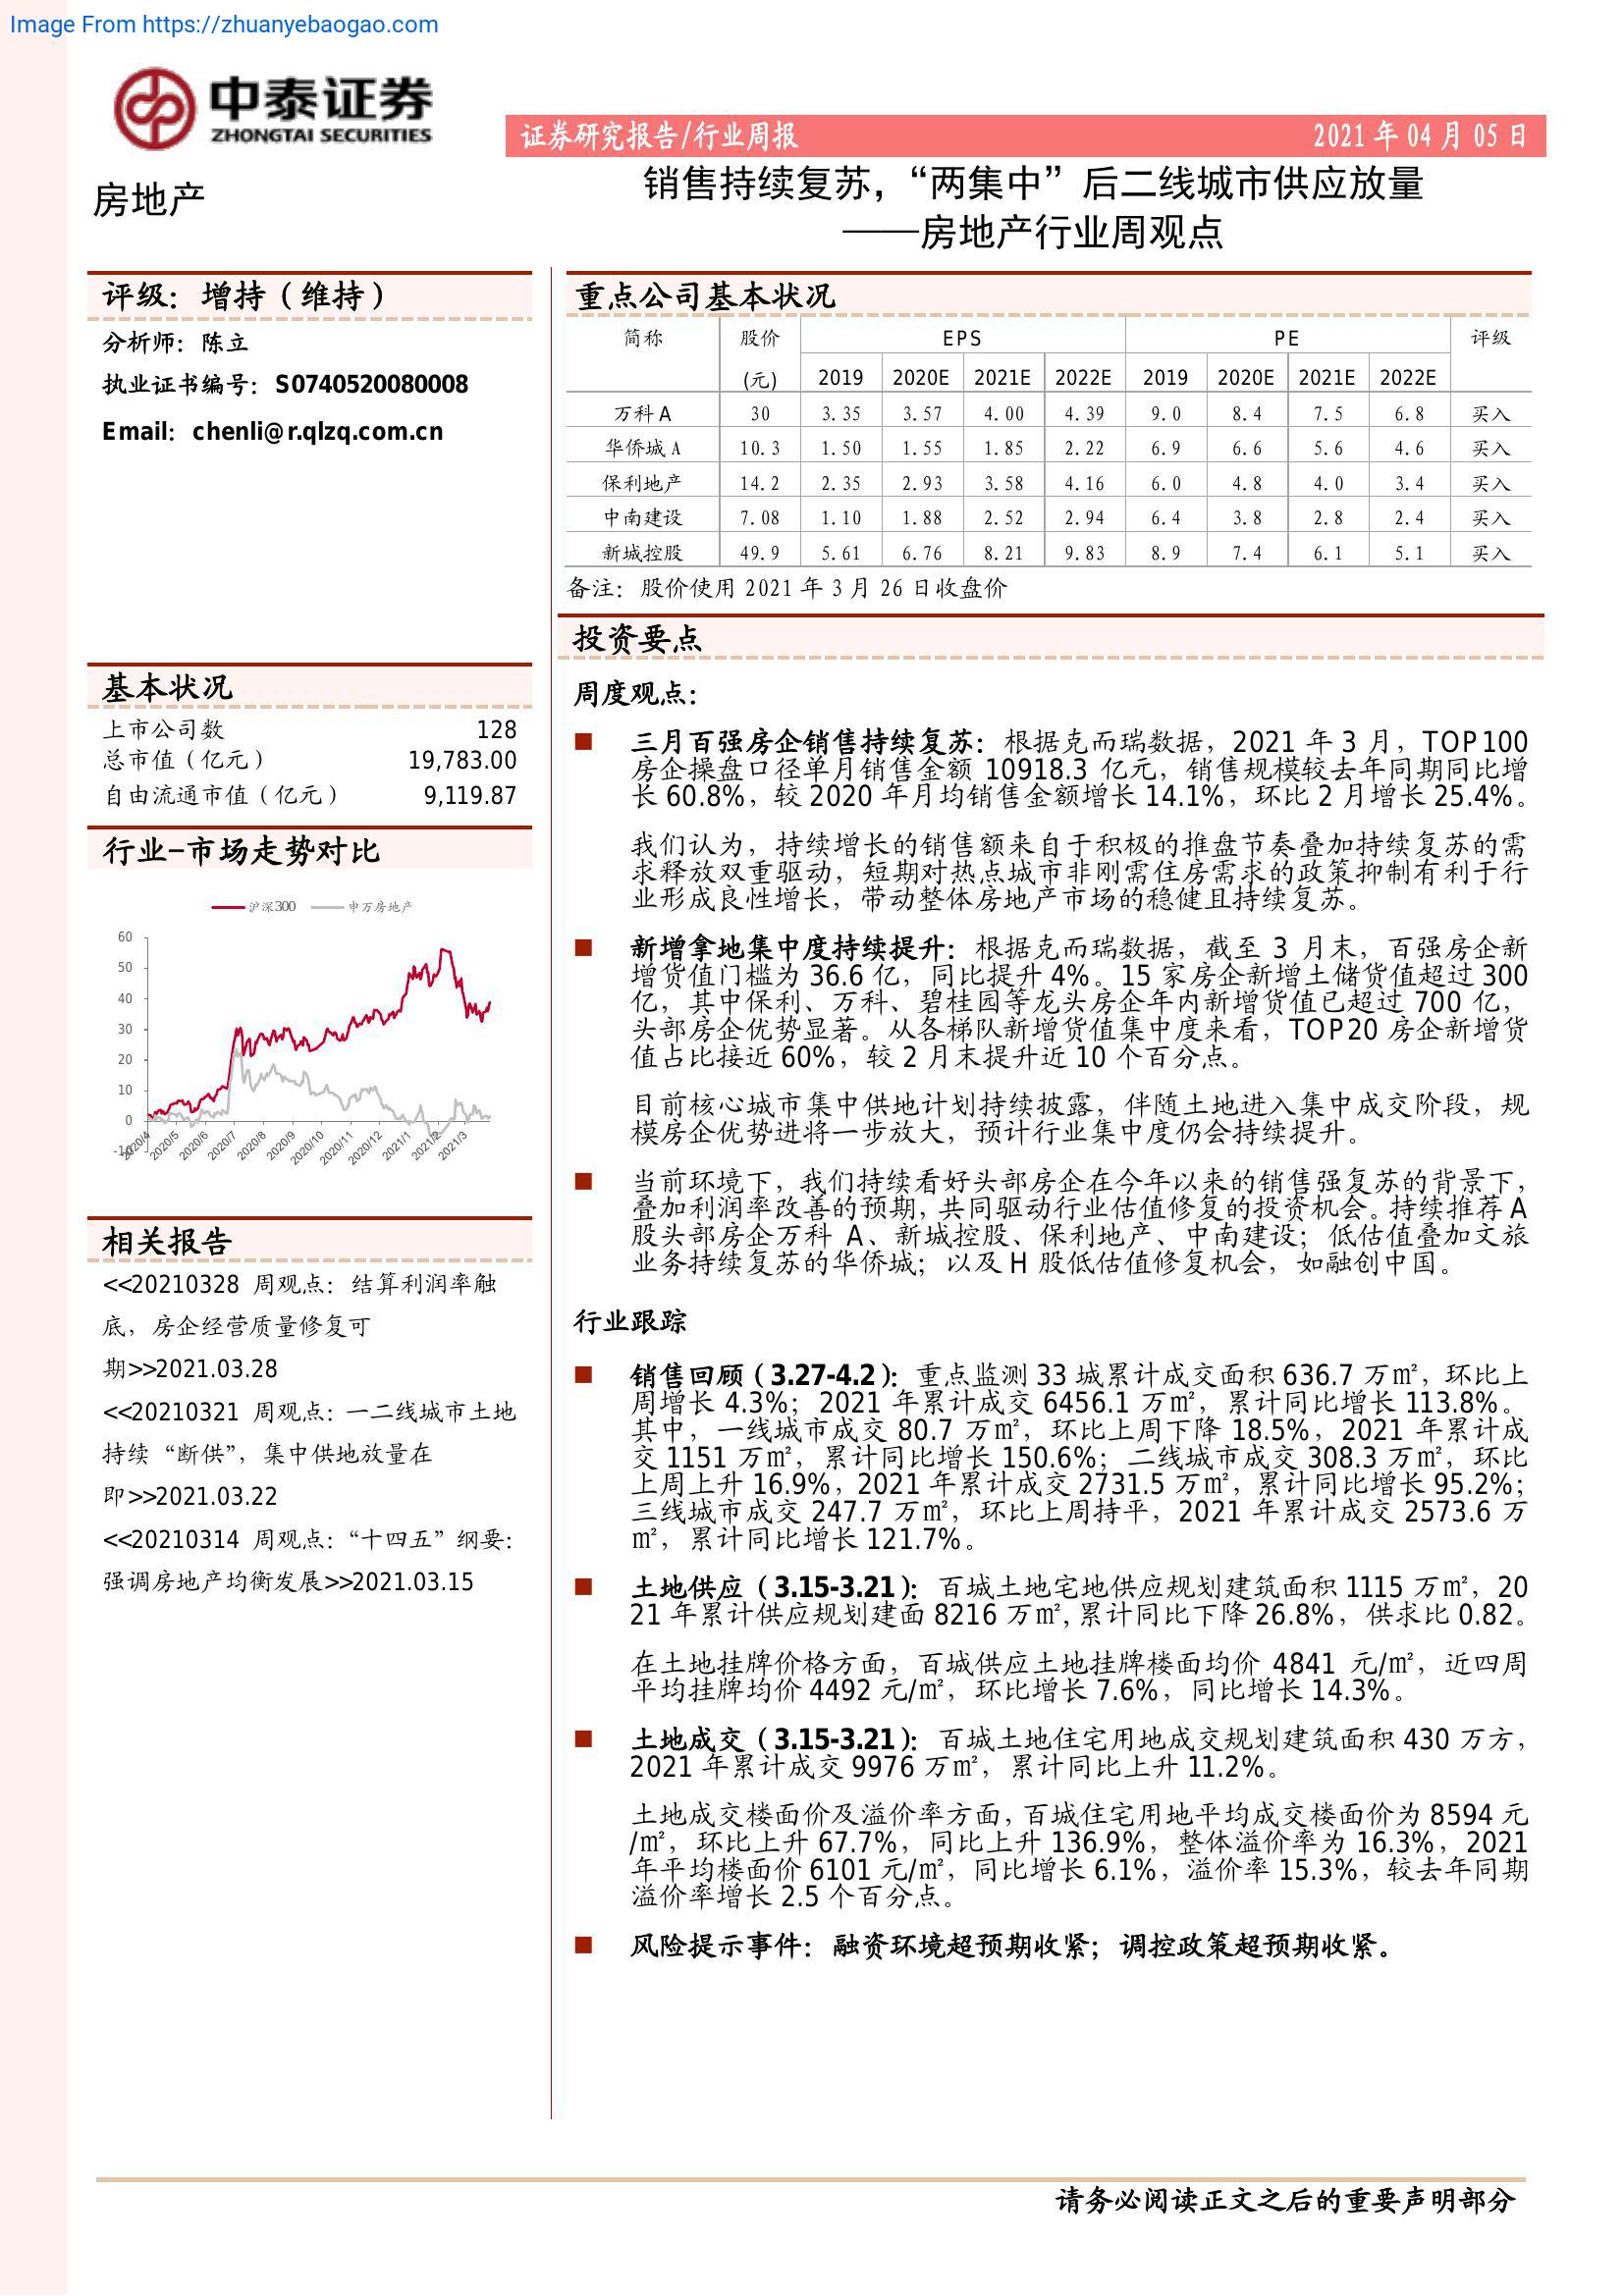 Image From https://zhuanyebaogao.com
中泰证券
ZHONGTAI SECURITIES
证券研究报告/行业周报 2021 年 04 月 05 日
房地产
销售持续复苏，“两集中”后二线城市供应放量
——房地产行业周观点
评级：增持（维持）
分析师：陈立
执业证书编号：S0740520080008
Email：chenli@r.qlzq.com.cn
基本状况
上市公司数 128
总市值（亿元） 19,783.00
自由流通市值（亿元） 9,119.87
行业-市场走势对比
沪深300 申万房地产
60
50
40
30
20
10
0
-10
2020/4 2020/5 2020/6 2020/7 2020/8 2020/9 2020/10 2020/11 2020/12 2021/1 2021/2 2021/3
相关报告
<<20210328 周观点：结算利润率触
底，房企经营质量修复可
期>>2021.03.28
<<20210321 周观点：一二线城市土地
持续“断供”，集中供地放量在
即>>2021.03.22
<<20210314 周观点：“十四五”纲要：
强调房地产均衡发展>>2021.03.15
重点公司基本状况
简称 股价 EPS PE 评级
(元) 2019 2020E 2021E 2022E 2019 2020E 2021E 2022E
万科 A 30 3.35 3.57 4.00 4.39 9.0 8.4 7.5 6.8 买入
华侨城 A 10.3 1.50 1.55 1.85 2.22 6.9 6.6 5.6 4.6 买入
保利地产 14.2 2.35 2.93 3.58 4.16 6.0 4.8 4.0 3.4 买入
中南建设 7.08 1.10 1.88 2.52 2.94 6.4 3.8 2.8 2.4 买入
新城控股 49.9 5.61 6.76 8.21 9.83 8.9 7.4 6.1 5.1 买入
备注：股价使用 2021 年 3 月 26 日收盘价
投资要点
周度观点：
■ 三月百强房企销售持续复苏：根据克而瑞数据，2021 年 3 月，TOP100
房企操盘口径单月销售金额 10918.3 亿元，销售规模较去年同期同比增
长 60.8%，较 2020 年月均销售金额增长 14.1%，环比 2 月增长 25.4%。
我们认为，持续增长的销售额来自于积极的推盘节奏叠加持续复苏的需
求释放双重驱动，短期对热点城市非刚需住房需求的政策抑制有利于行
业形成良性增长，带动整体房地产市场的稳健且持续复苏。
■ 新增拿地集中度持续提升：根据克而瑞数据，截至 3 月末，百强房企新
增货值门槛为 36.6 亿，同比提升 4%。15 家房企新增土储货值超过 300
亿，其中保利、万科、碧桂园等龙头房企年内新增货值已超过 700 亿，
头部房企优势显著。从各梯队新增货值集中度来看，TOP20 房企新增货
值占比接近 60%，较 2 月末提升近 10 个百分点。
目前核心城市集中供地计划持续披露，伴随土地进入集中成交阶段，规
模房企优势进将一步放大，预计行业集中度仍会持续提升。
■ 当前环境下，我们持续看好头部房企在今年以来的销售强复苏的背景下，
叠加利润率改善的预期，共同驱动行业估值修复的投资机会。持续推荐 A
股头部房企万科 A、新城控股、保利地产、中南建设；低估值叠加文旅
业务持续复苏的华侨城；以及 H 股低估值修复机会，如融创中国。
行业跟踪
■ 销售回顾（3.27-4.2）：重点监测 33 城累计成交面积 636.7 万㎡，环比上
周增长 4.3%；2021 年累计成交 6456.1 万㎡，累计同比增长 113.8%。
其中，一线城市成交 80.7 万㎡，环比上周下降 18.5%，2021 年累计成
交 1151 万㎡，累计同比增长 150.6%；二线城市成交 308.3 万㎡，环比
上周上升 16.9%，2021 年累计成交 2731.5 万㎡，累计同比增长 95.2%；
三线城市成交 247.7 万㎡，环比上周持平，2021 年累计成交 2573.6 万
㎡，累计同比增长 121.7%。
■ 土地供应（3.15-3.21）：百城土地宅地供应规划建筑面积 1115 万㎡，20
21 年累计供应规划建面 8216 万㎡,累计同比下降 26.8%，供求比 0.82。
在土地挂牌价格方面，百城供应土地挂牌楼面均价 4841 元/㎡，近四周
平均挂牌均价 4492 元/㎡，环比增长 7.6%，同比增长 14.3%。
■ 土地成交（3.15-3.21）：百城土地住宅用地成交规划建筑面积 430 万方，
2021 年累计成交 9976 万㎡，累计同比上升 11.2%。
土地成交楼面价及溢价率方面，百城住宅用地平均成交楼面价为 8594 元
/㎡，环比上升 67.7%，同比上升 136.9%，整体溢价率为 16.3%，2021
年平均楼面价 6101 元/㎡，同比增长 6.1%，溢价率 15.3%，较去年同期
溢价率增长 2.5 个百分点。
■ 风险提示事件：融资环境超预期收紧；调控政策超预期收紧。
请务必阅读正文之后的重要声明部分